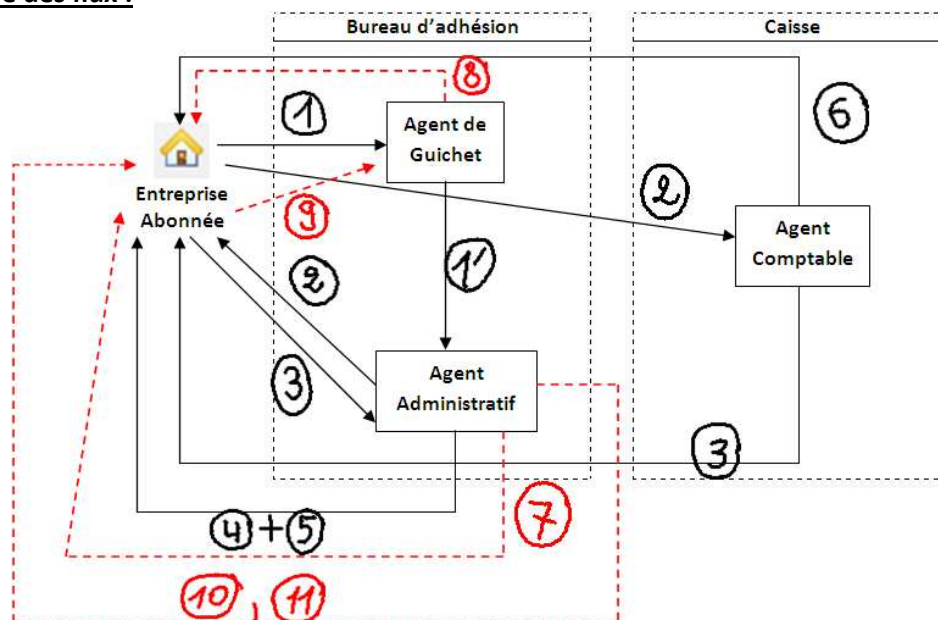 Bureau d'adhésion
Caisse
8
1
6
Agent de
Guichet
2
Entreprise
Abonnée
9
Agent
Comptable
1'
2
3
Agent
Administratif
3
7
4+5
10, 11